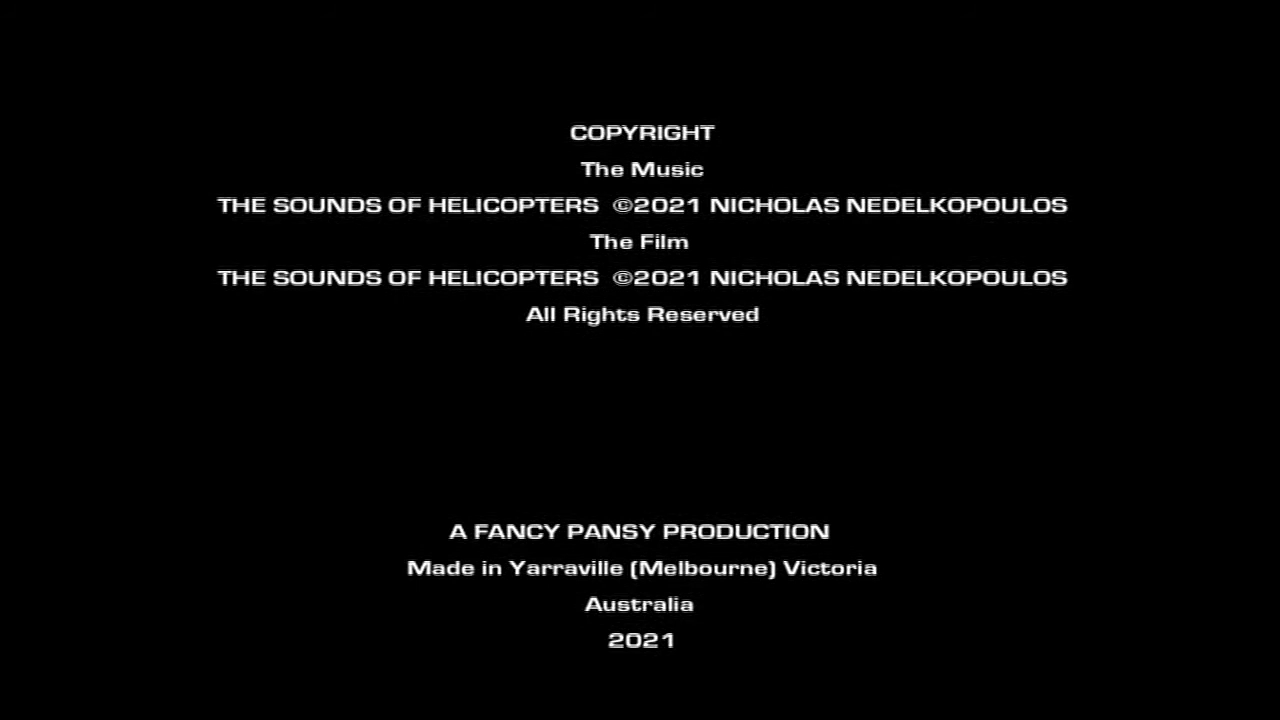 COPYRIGHT
The Music
THE SOUNDS OF HELICOPTERS ©2021 NICHOLAS NEDELKOPOULOS
The Film
THE SOUNDS OF HELICOPTERS ©2021 NICHOLAS NEDELKOPOULOS
All Rights Reserved
A FANCY PANSY PRODUCTION
Made in Yarraville (Melbourne) Victoria
Australia
2021